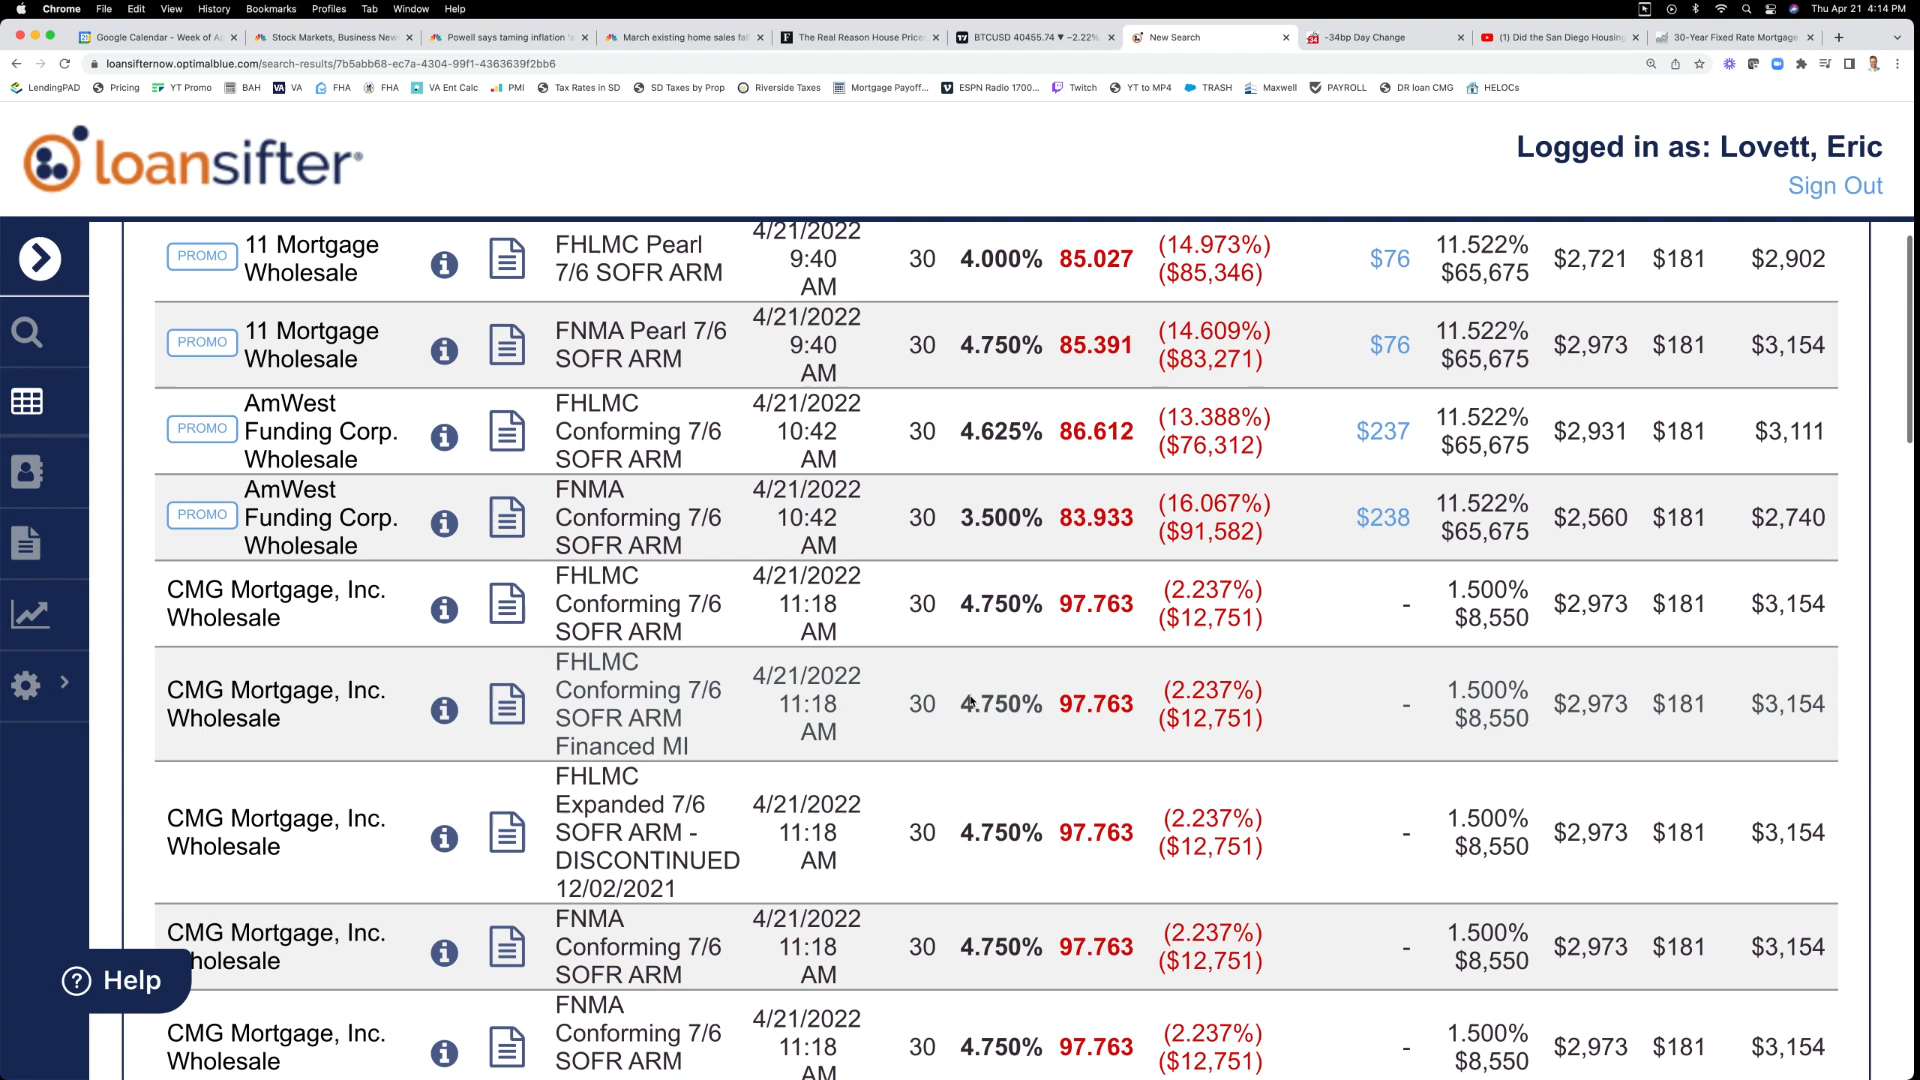 Chrome File Edit View History Bookmarks Profiles Tab Window Help Thu Apr 21 4:14 PM
Google Calendar - Week of Ap Stock Markets, Business New Powell says taming inflation ' March existing home sales fal The Real Reason House Price BTCUSD 40455.74 ▼ −2.22% New Search -34bp Day Change (1) Did the San Diego Housing 30-Year Fixed Rate Mortgage
loansifternow.optimalblue.com/search-results/7b5abb68-ec7a-4304-99f1-4363639f2bb6
LendingPAD Pricing YT Promo BAH VA VA FHA FHA VA Ent Calc PMI Tax Rates in SD SD Taxes by Prop Riverside Taxes Mortgage Payoff... ESPN Radio 1700... Twitch YT to MP4 TRASH Maxwell PAYROLL DR loan CMG HELOCs
loansifter
Logged in as: Lovett, Eric
Sign Out
PROMO 11 Mortgage Wholesale FHLMC Pearl 7/6 SOFR ARM 4/21/2022 9:40 AM 30 4.000% 85.027 (14.973%) ($85,346) $76 11.522% $65,675 $2,721 $181 $2,902
PROMO 11 Mortgage Wholesale FNMA Pearl 7/6 SOFR ARM 4/21/2022 9:40 AM 30 4.750% 85.391 (14.609%) ($83,271) $76 11.522% $65,675 $2,973 $181 $3,154
PROMO AmWest Funding Corp. Wholesale FHLMC Conforming 7/6 SOFR ARM 4/21/2022 10:42 AM 30 4.625% 86.612 (13.388%) ($76,312) $237 11.522% $65,675 $2,931 $181 $3,111
PROMO AmWest Funding Corp. Wholesale FNMA Conforming 7/6 SOFR ARM 4/21/2022 10:42 AM 30 3.500% 83.933 (16.067%) ($91,582) $238 11.522% $65,675 $2,560 $181 $2,740
CMG Mortgage, Inc. Wholesale FHLMC Conforming 7/6 SOFR ARM 4/21/2022 11:18 AM 30 4.750% 97.763 (2.237%) ($12,751) - 1.500% $8,550 $2,973 $181 $3,154
CMG Mortgage, Inc. Wholesale FHLMC Conforming 7/6 SOFR ARM Financed MI 4/21/2022 11:18 AM 30 4.750% 97.763 (2.237%) ($12,751) - 1.500% $8,550 $2,973 $181 $3,154
CMG Mortgage, Inc. Wholesale FHLMC Expanded 7/6 SOFR ARM - DISCONTINUED 12/02/2021 4/21/2022 11:18 AM 30 4.750% 97.763 (2.237%) ($12,751) - 1.500% $8,550 $2,973 $181 $3,154
CMG Mortgage, Inc. holesale FNMA Conforming 7/6 SOFR ARM 4/21/2022 11:18 AM 30 4.750% 97.763 (2.237%) ($12,751) - 1.500% $8,550 $2,973 $181 $3,154
Help
CMG Mortgage, Inc. Wholesale FNMA Conforming 7/6 SOFR ARM 4/21/2022 11:18 AM 30 4.750% 97.763 (2.237%) ($12,751) - 1.500% $8,550 $2,973 $181 $3,154